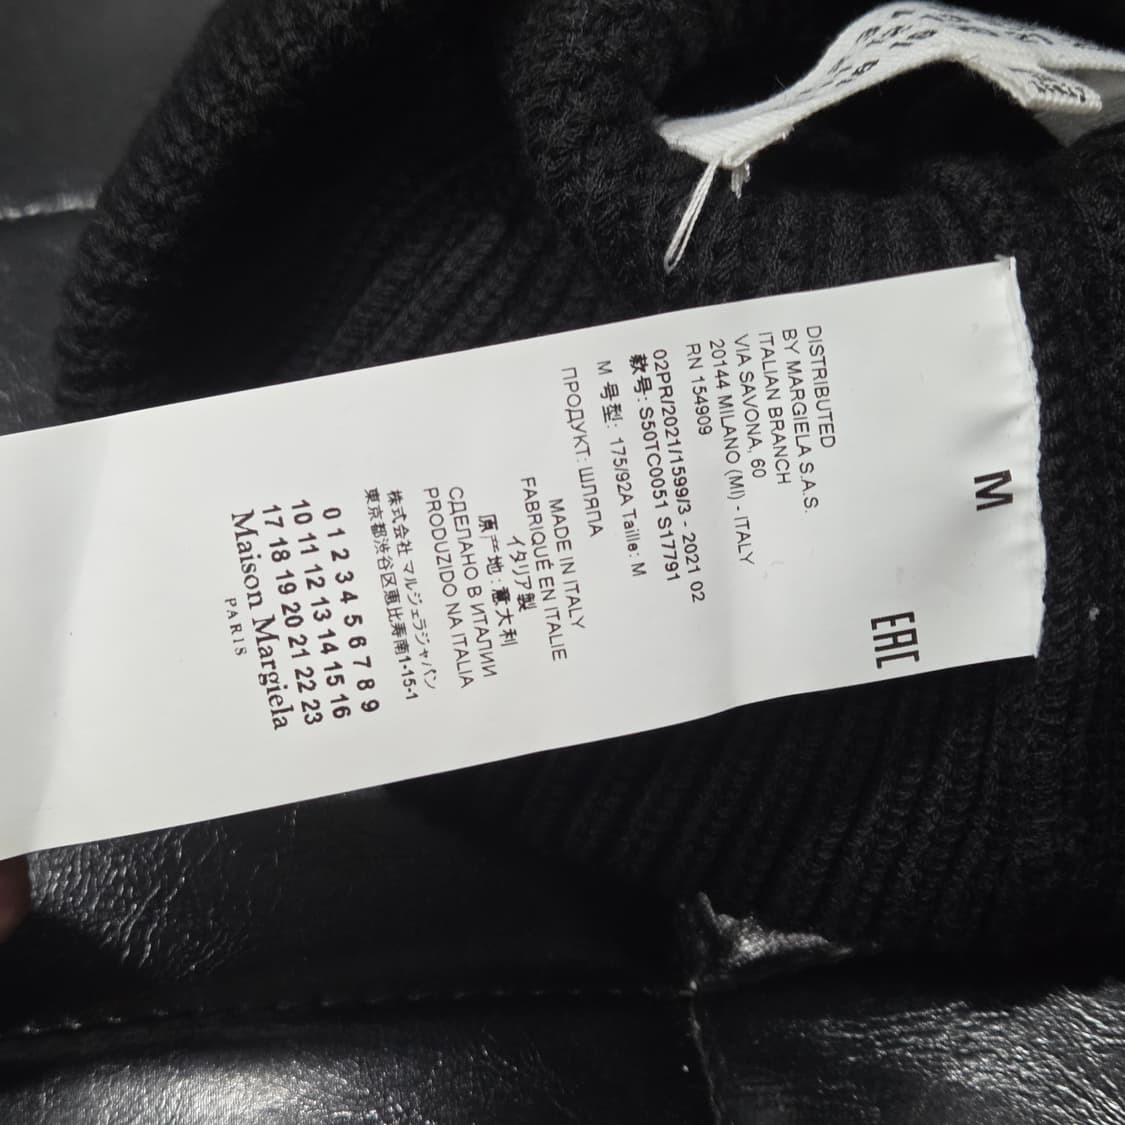 M
EAC
DISTRIBUTED
BY MARGIELA S.A.S.
ITALIAN BRANCH
VIA SAVONA, 60
20144 MILANO (MI) - ITALY
RN 154909
02PR/2021/1599/3 - 2021 02
款号: S50TC0051 S17791
M 号型: 175/92A Taille: M
ПРОДУКТ: ШЛЯПА
MADE IN ITALY
FABRIQUÉ EN ITALIE
イタリア製
原产地: 意大利
СДЕЛАНО В ИТАЛИИ
PRODUZIDO NA ITALIA
株式会社 マルジェラジャパン
東京都渋谷区恵比寿南1-15-1
0 1 2 3 4 5 6 7 8 9
10 11 12 13 14 15 16
17 18 19 20 21 22 23
Maison Margiela
PARIS